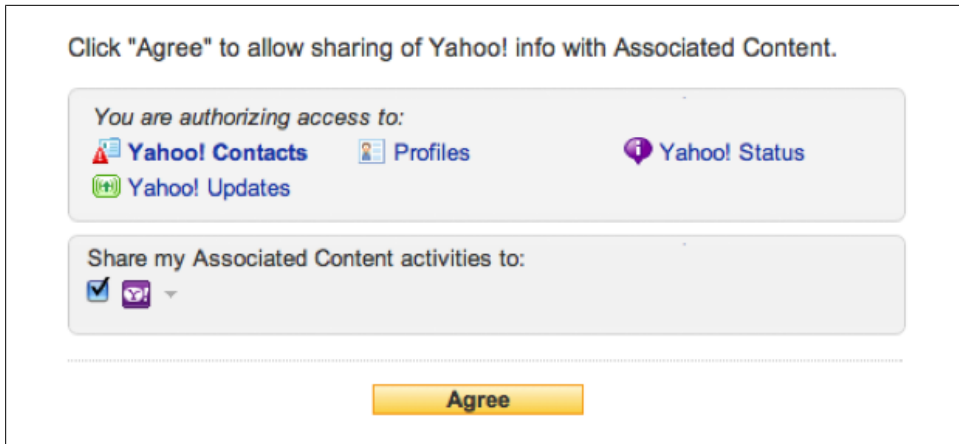 Click "Agree" to allow sharing of Yahoo! info with Associated Content.
You are authorizing access to:
Yahoo! Contacts Profiles Yahoo! Status
Yahoo! Updates
Share my Associated Content activities to:
Y!
Agree